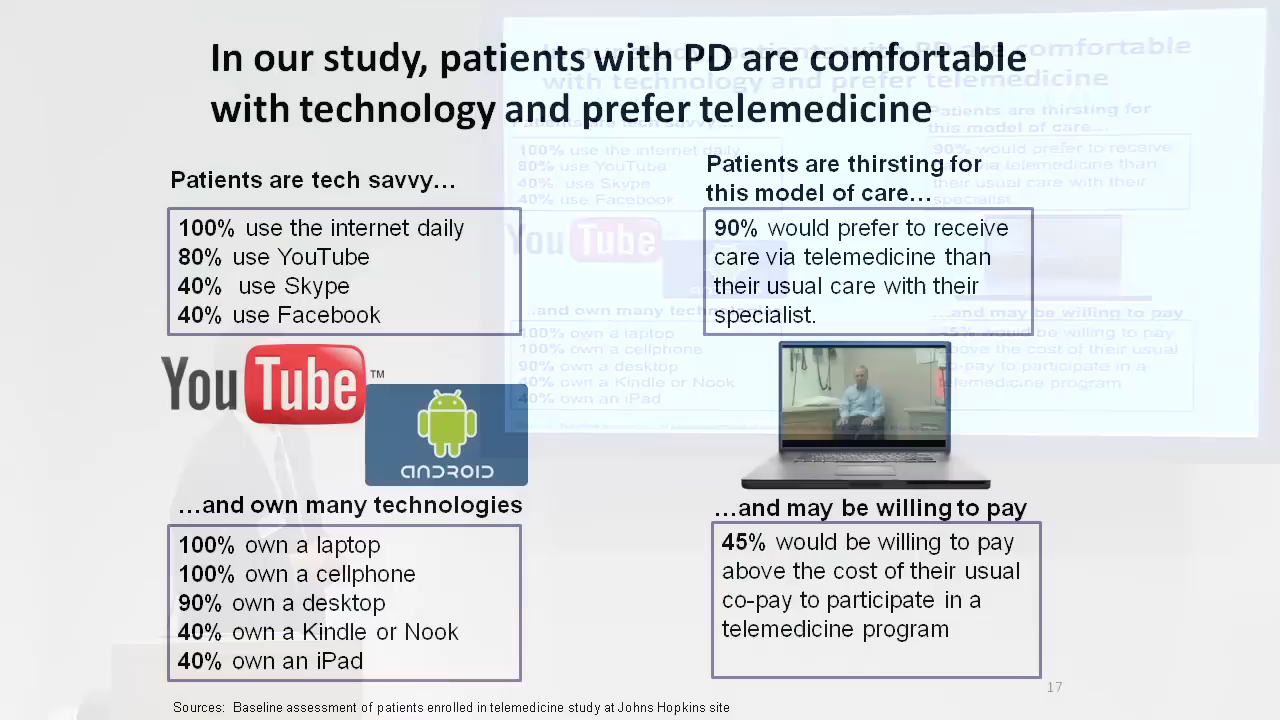 In our study, patients with PD are comfortable
with technology and prefer telemedicine
Patients are tech savvy…
100% use the internet daily
80% use YouTube
40% use Skype
40% use Facebook
YouTube™
ANDROID
…and own many technologies
100% own a laptop
100% own a cellphone
90% own a desktop
40% own a Kindle or Nook
40% own an iPad
Patients are thirsting for
this model of care…
90% would prefer to receive
care via telemedicine than
their usual care with their
specialist.
…and may be willing to pay
45% would be willing to pay
above the cost of their usual
co-pay to participate in a
telemedicine program
17
Sources: Baseline assessment of patients enrolled in telemedicine study at Johns Hopkins site